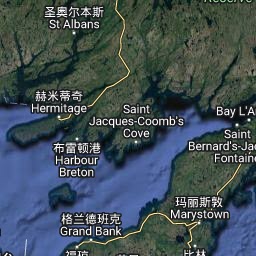 Reserve
圣奥尔本斯
St Albans
赫米蒂奇
Hermitage
Saint
Jacques-Coomb's
Cove
Bay L'A
Saint
Bernard's-Jac
Fontaine
布雷顿港
Harbour
Breton
玛丽斯敦
Marystown
格兰德班克
Grand Bank